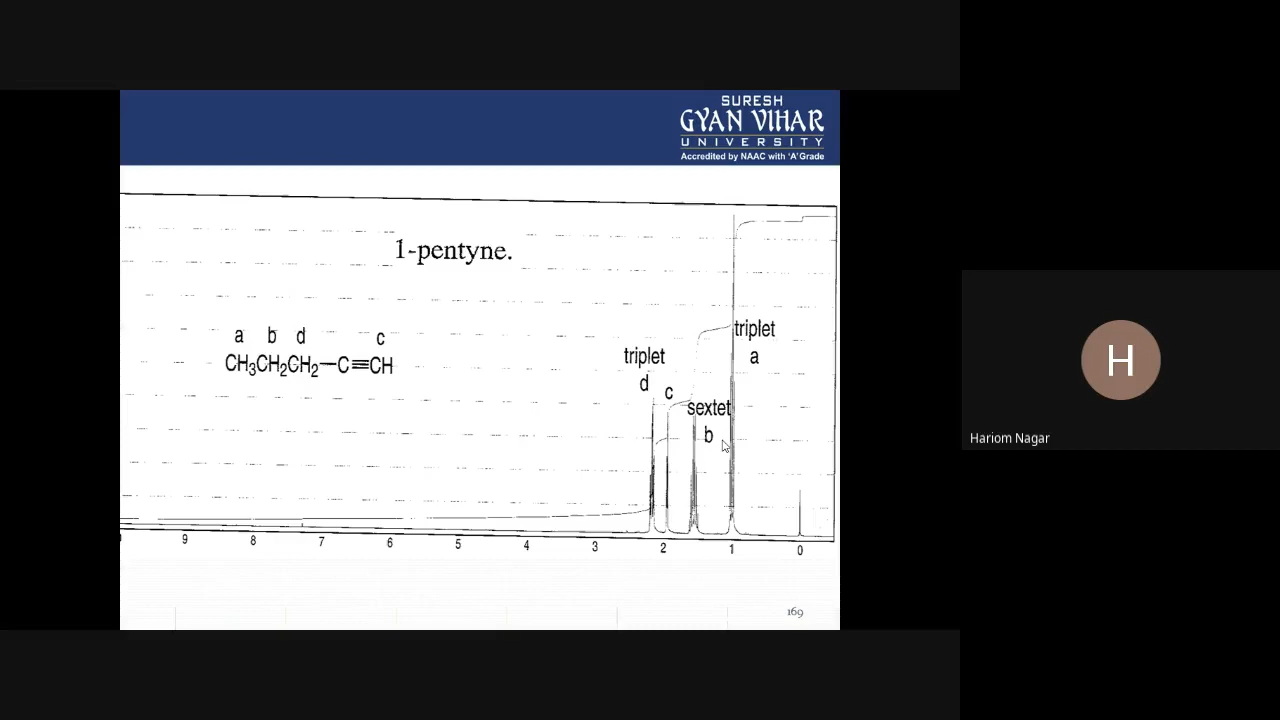 SURESH
GYAN VIHAR
UNIVERSITY
Accredited by NAAC with 'A' Grade
1-pentyne.
a b d c
CH3CH2CH2—C≡CH
triplet
a
triplet
d
c
sextet
b
9 8 7 6 5 4 3 2 1 0
169
H
Hariom Nagar